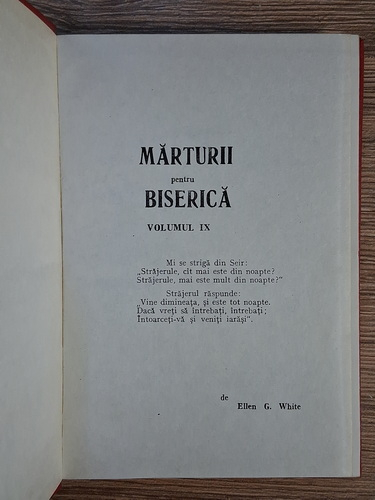 MĂRTURII
pentru
BISERICĂ
VOLUMUL IX
Mi se strigă din Seir:
„Străjerule, cît mai este din noapte?
Străjerule, mai este mult din noapte?"
Străjerul răspunde:
„Vine dimineața, și este tot noapte.
Dacă vreți să întrebați, întrebați;
Întoarceți-vă și veniți iarăși".
de
Ellen G. White